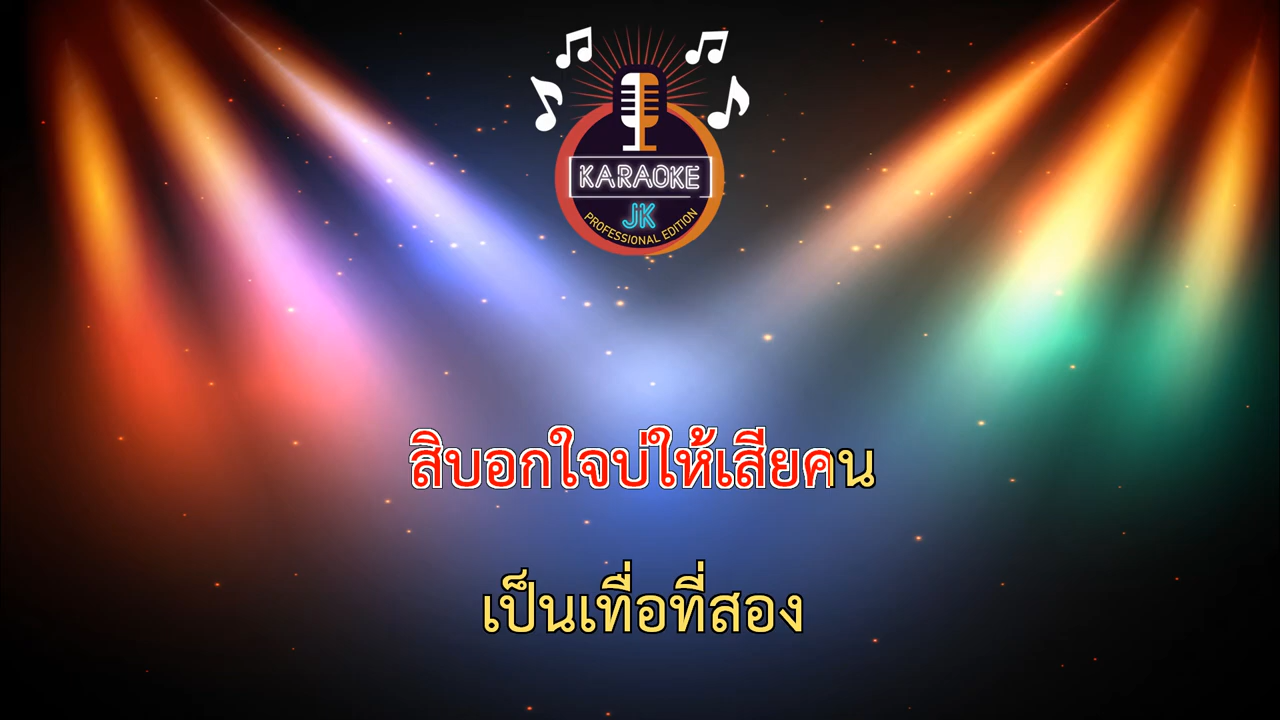 KARAOKE
JK
PROFESSIONAL EDITION
สิบอกใจบ่ให้เสียคน
เป็นเทื่อที่สอง